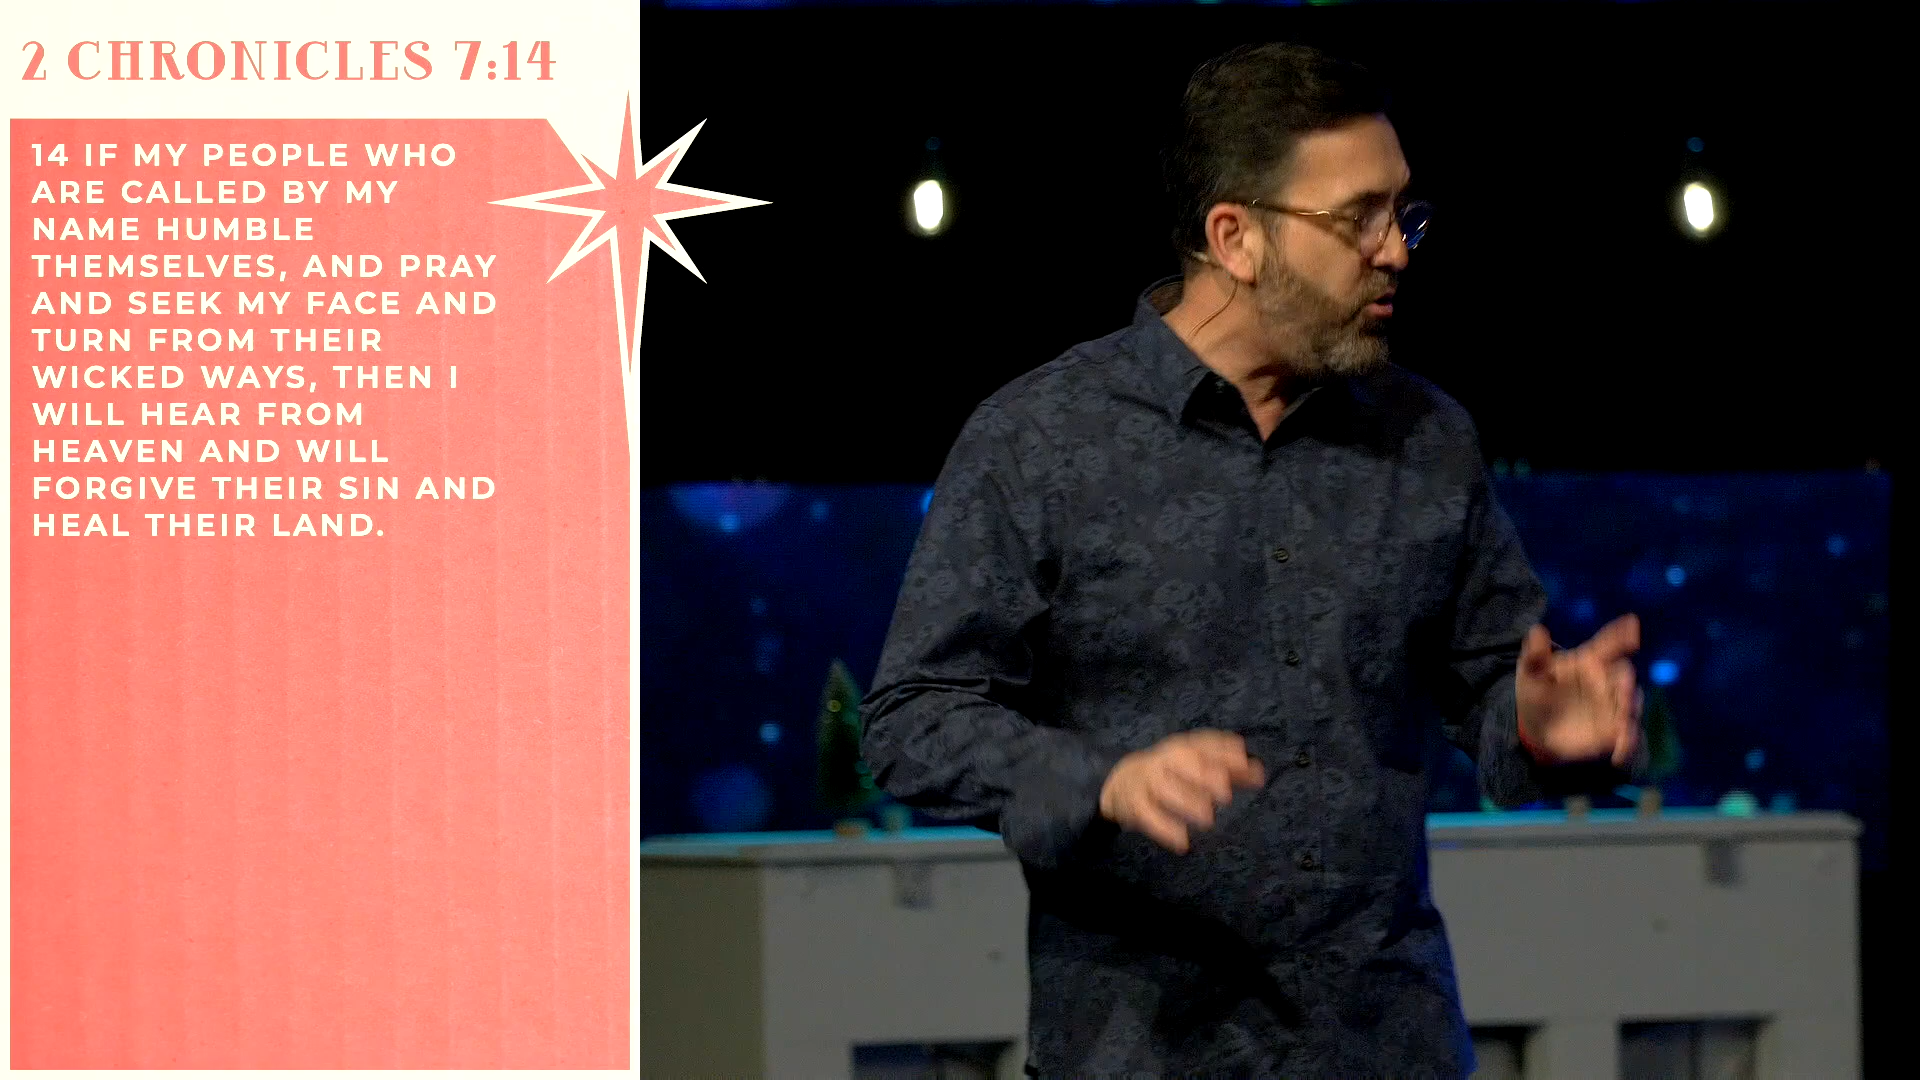 2 CHRONICLES 7:14
14 IF MY PEOPLE WHO
ARE CALLED BY MY
NAME HUMBLE
THEMSELVES, AND PRAY
AND SEEK MY FACE AND
TURN FROM THEIR
WICKED WAYS, THEN I
WILL HEAR FROM
HEAVEN AND WILL
FORGIVE THEIR SIN AND
HEAL THEIR LAND.